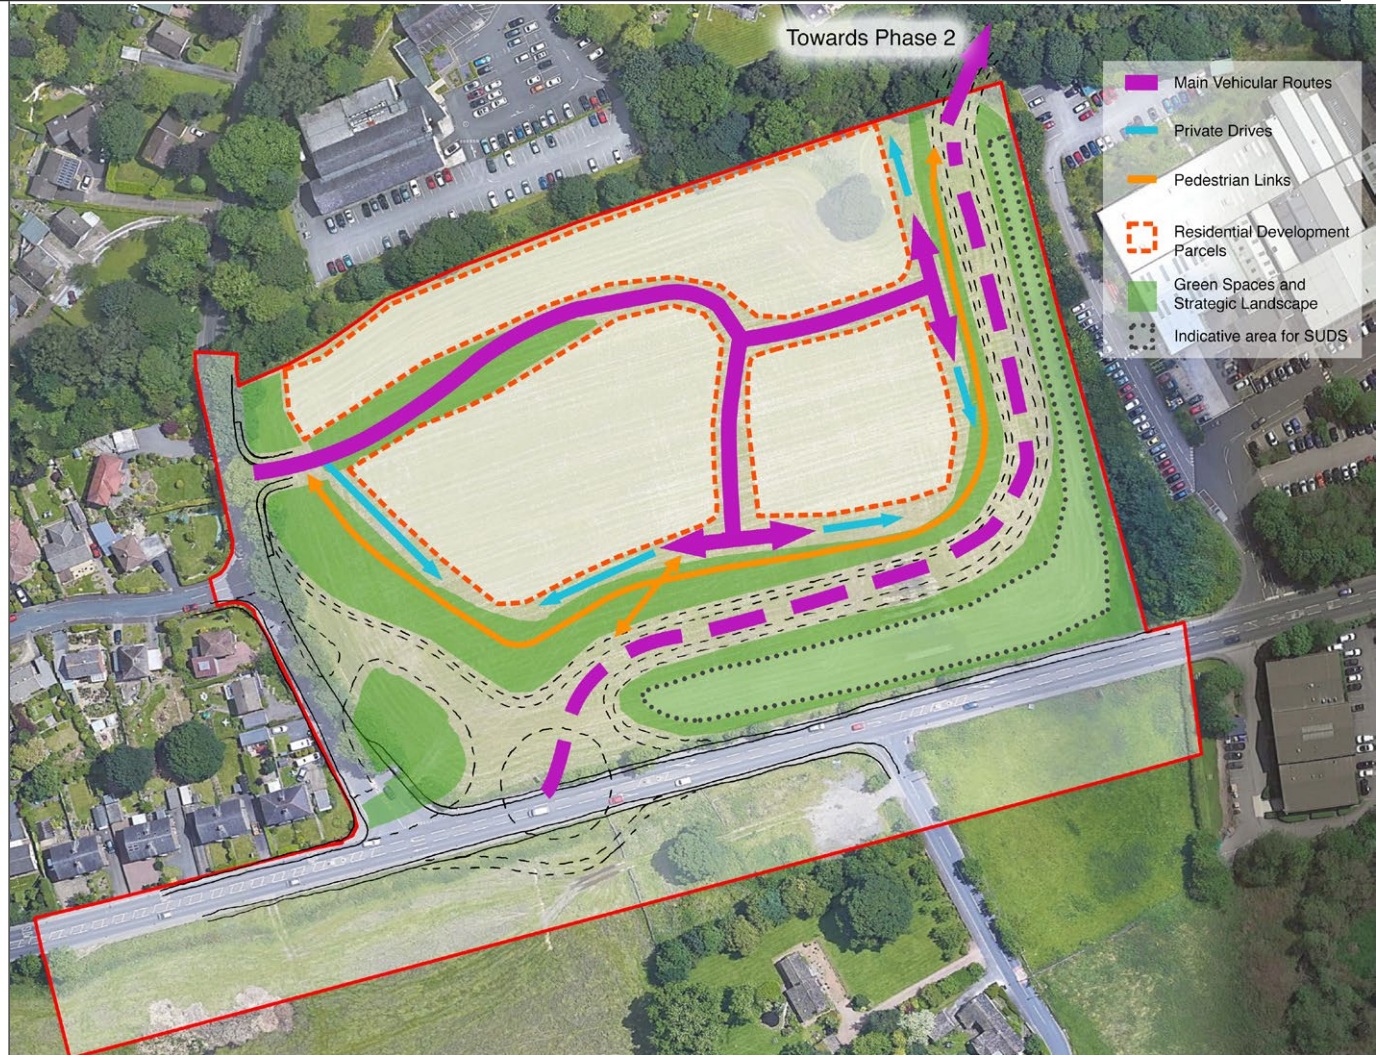 Towards Phase 2
Main Vehicular Routes
Private Drives
Pedestrian Links
Residential Development
Parcels
Green Spaces and
Strategic Landscape
Indicative area for SUDS